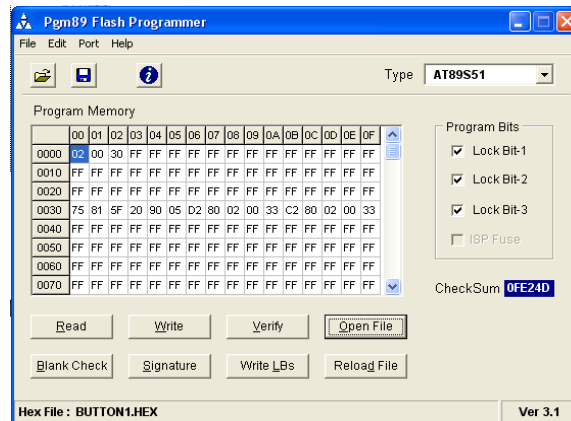 Pgm89 Flash Programmer
File Edit Port Help
Type AT89S51
Program Memory
00 01 02 03 04 05 06 07 08 09 0A 0B 0C 0D 0E 0F
0000 02 00 30 FF FF FF FF FF FF FF FF FF FF FF FF FF
0010 FF FF FF FF FF FF FF FF FF FF FF FF FF FF FF FF
0020 FF FF FF FF FF FF FF FF FF FF FF FF FF FF FF FF
0030 75 81 5F 20 90 05 D2 80 02 00 33 C2 80 02 00 33
0040 FF FF FF FF FF FF FF FF FF FF FF FF FF FF FF FF
0050 FF FF FF FF FF FF FF FF FF FF FF FF FF FF FF FF
0060 FF FF FF FF FF FF FF FF FF FF FF FF FF FF FF FF
0070 FF FF FF FF FF FF FF FF FF FF FF FF FF FF FF FF
Program Bits
Lock Bit-1
Lock Bit-2
Lock Bit-3
ISP Fuse
CheckSum 0FE24D
Read Write Verify Open File
Blank Check Signature Write LBs Reload File
Hex File : BUTTON1.HEX Ver 3.1